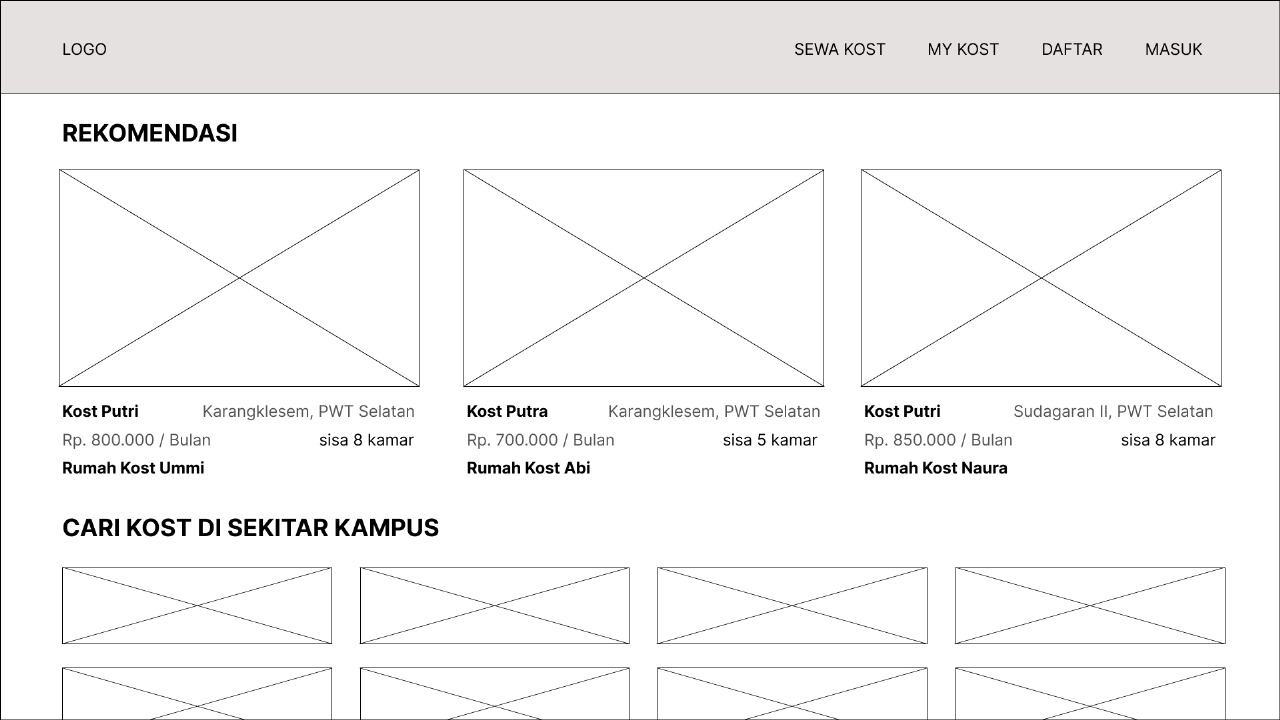 LOGO SEWA KOST MY KOST DAFTAR MASUK
REKOMENDASI
Kost Putri Karangklesem, PWT Selatan
Rp. 800.000 / Bulan sisa 8 kamar
Rumah Kost Ummi
Kost Putra Karangklesem, PWT Selatan
Rp. 700.000 / Bulan sisa 5 kamar
Rumah Kost Abi
Kost Putri Sudagaran II, PWT Selatan
Rp. 850.000 / Bulan sisa 8 kamar
Rumah Kost Naura
CARI KOST DI SEKITAR KAMPUS